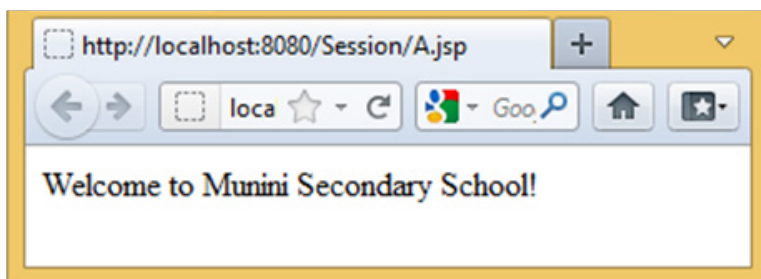 http://localhost:8080/Session/A.jsp
loca
Goo
Welcome to Munini Secondary School!